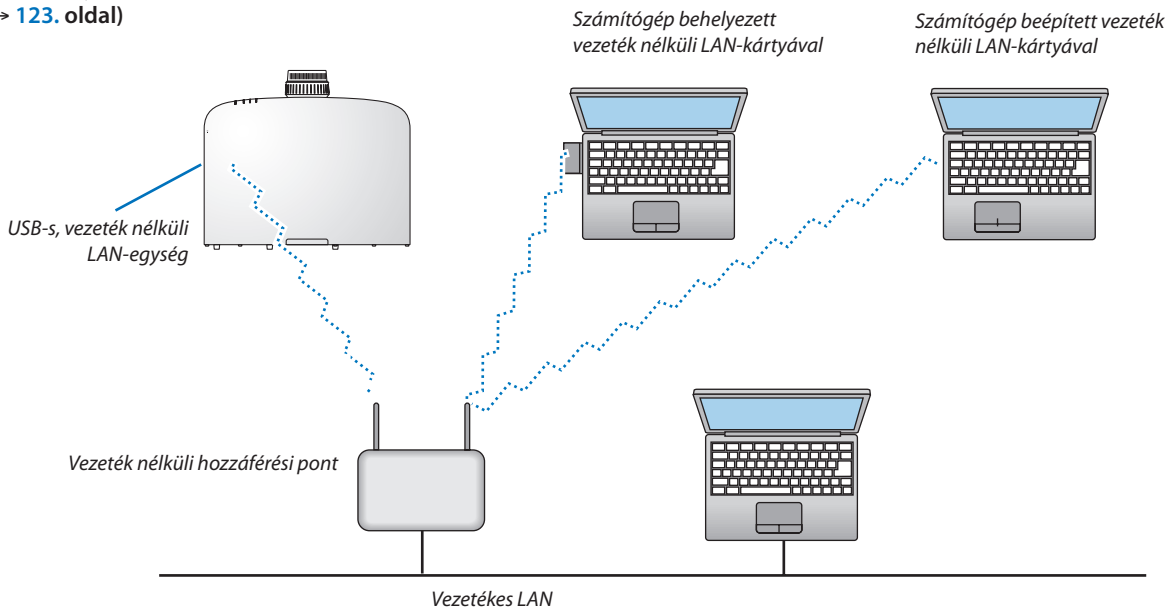 ➔ 123. oldal)
Számítógép behelyezett
vezeték nélküli LAN-kártyával
Számítógép beépített vezeték
nélküli LAN-kártyával
USB-s, vezeték nélküli
LAN-egység
Vezeték nélküli hozzáférési pont
Vezetékes LAN